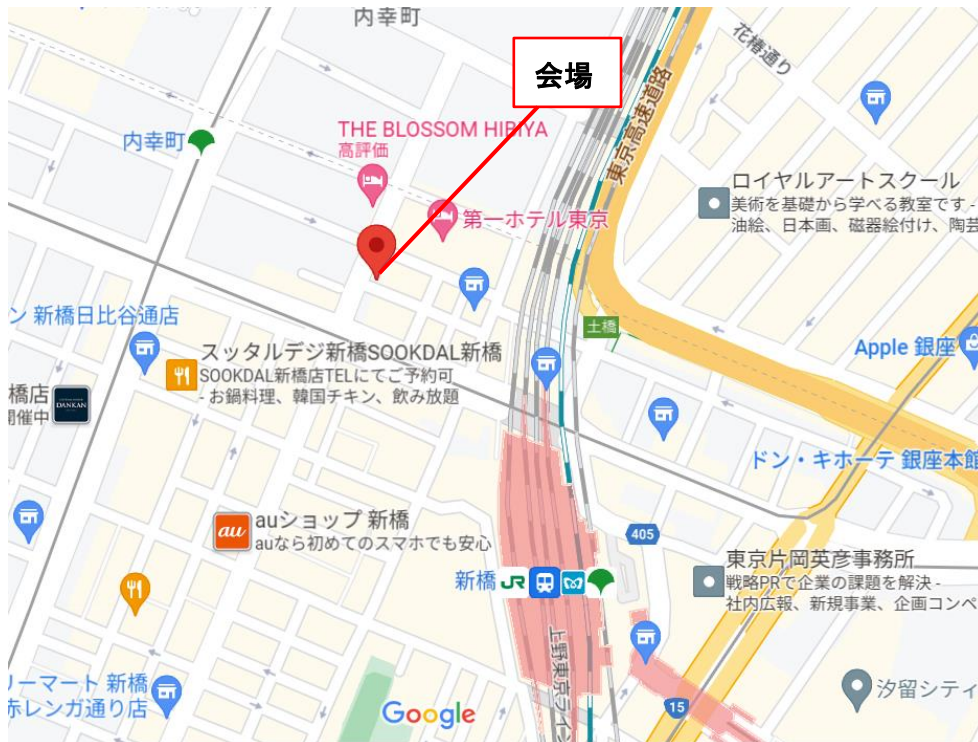 内幸町
会場
花椿通り
東京高速道路
内幸町
THE BLOSSOM HIBIYA
高評価
第一ホテル東京
ロイヤルアートスクール
美術を基礎から学べる教室です -
油絵、日本画、磁器絵付け、陶芸
ン 新橋日比谷通店
土橋
Apple 銀座
スッタルデジ新橋SOOKDAL新橋
SOOKDAL新橋店TELにてご予約可
- お鍋料理、韓国チキン、飲み放題
橋店
開催中
DANKAN
ドン・キホーテ 銀座本館
au
auショップ 新橋
auなら初めてのスマホでも安心
405
新橋
JR
東京片岡英彦事務所
戦略PRで企業の課題を解決 -
社内広報、新規事業、企画コンペ
上野東京ライン
リーマート 新橋
赤レンガ通り店
Google
15
汐留シティ